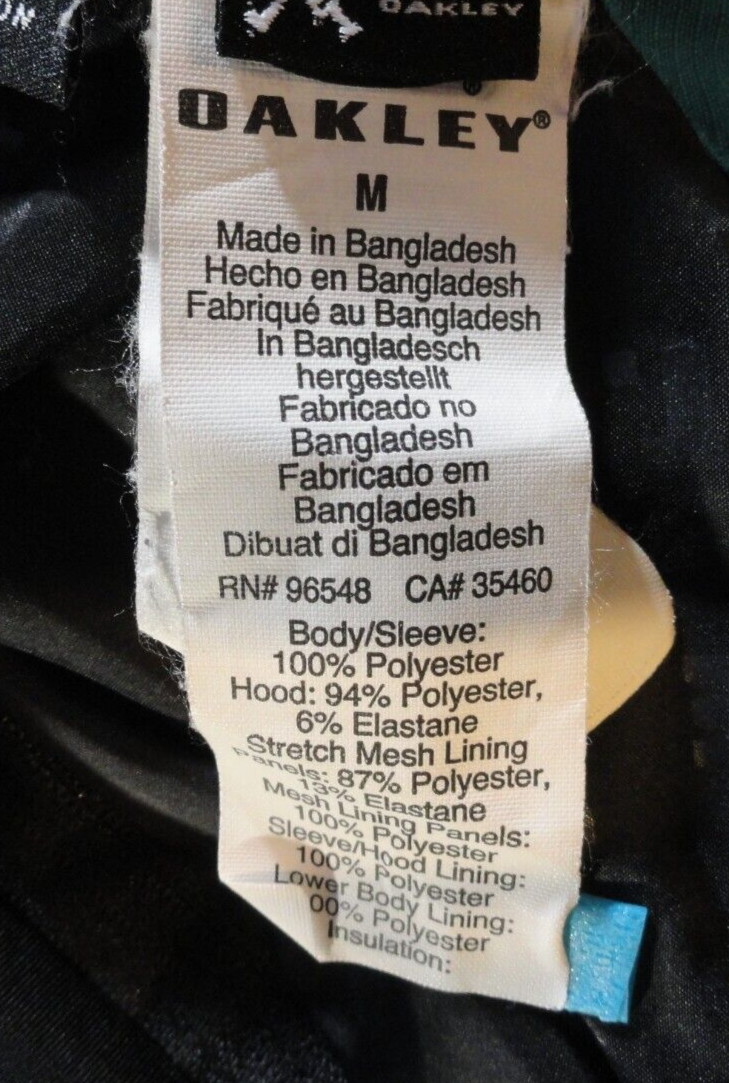 ON
OAKLEY
OAKLEY®
M
Made in Bangladesh
Hecho en Bangladesh
Fabriqué au Bangladesh
In Bangladesch
hergestellt
Fabricado no
Bangladesh
Fabricado em
Bangladesh
Dibuat di Bangladesh
RN# 96548 CA# 35460
Body/Sleeve:
100% Polyester
Hood: 94% Polyester,
6% Elastane
Stretch Mesh Lining
Panels: 87% Polyester,
13% Elastane
Mesh Lining Panels:
100% Polyester
Sleeve/Hood Lining:
100% Polyester
Lower Body Lining:
00% Polyester
Insulation: